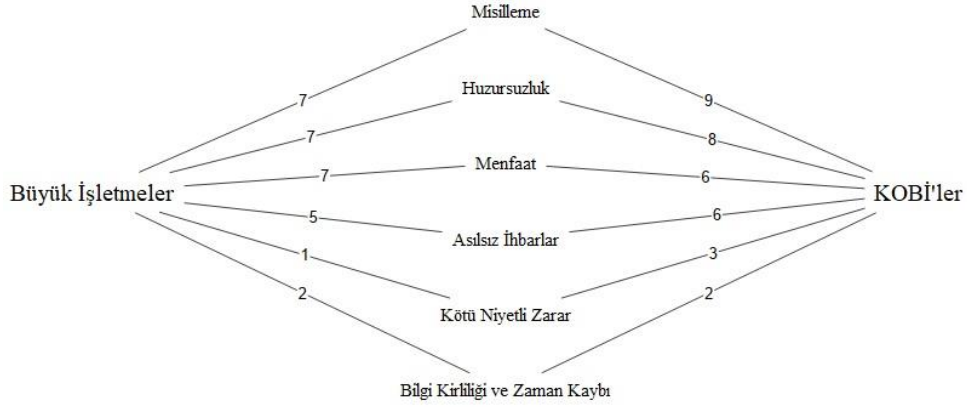 Misilleme
7
9
Huzursuzluk
7
8
Menfaat
7
6
Büyük İşletmeler
KOBİ'ler
5
6
Asılsız İhbarlar
1
3
2
2
Kötü Niyetli Zarar
Bilgi Kirliliği ve Zaman Kaybı